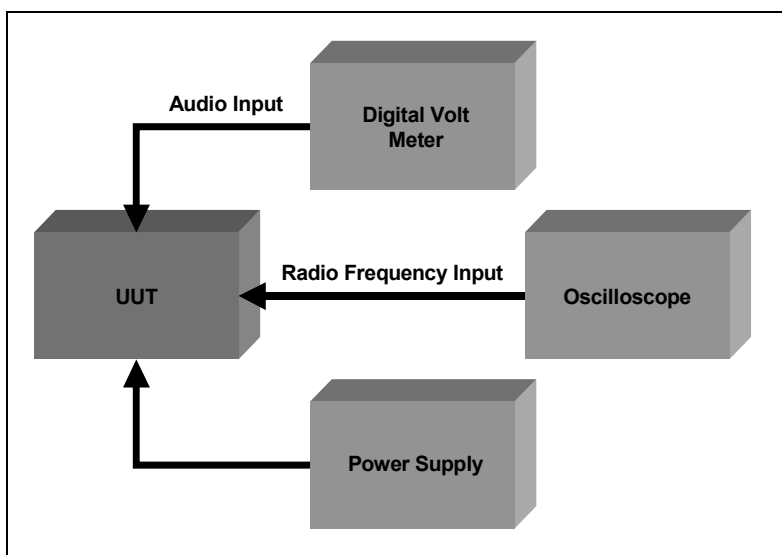 Audio Input
Digital Volt
Meter
Radio Frequency Input
UUT
Oscilloscope
Power Supply